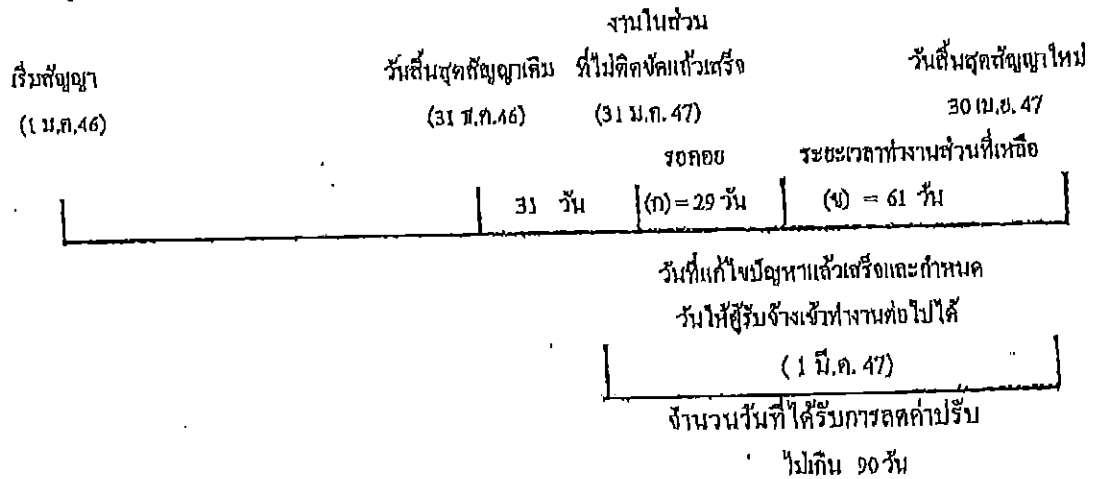 งานในส่วน
เริ่มสัญญา วันสิ้นสุดสัญญาเดิม ที่ไม่ติดขัดแล้วเสร็จ วันสิ้นสุดสัญญาใหม่
(1 ม.ค.46) (31 ธ.ค.46) (31 ม.ค. 47) 30 เม.ย. 47
รอคอย ระยะเวลาทำงานส่วนที่เหลือ
31 วัน (ก) = 29 วัน (ข) = 61 วัน
วันที่แก้ไขปัญหาแล้วเสร็จและกำหนด
วันให้ผู้รับจ้างเข้าทำงานต่อไปได้
(1 มี.ค. 47)
จำนวนวันที่ได้รับการลดค่าปรับ
ไม่เกิน 90 วัน